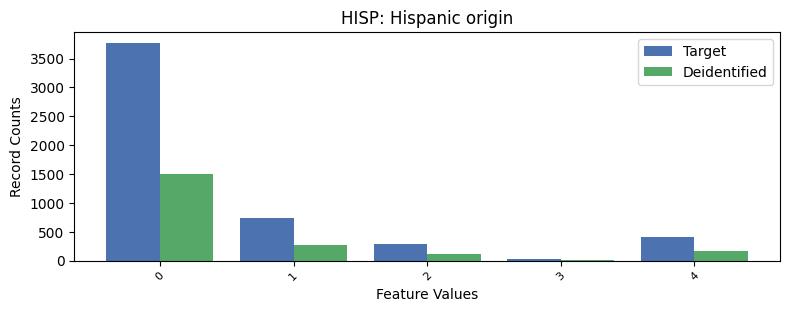 HISP: Hispanic origin
Target
Deidentified
Record Counts
3500
3000
2500
2000
1500
1000
500
0
0
1
2
3
4
Feature Values